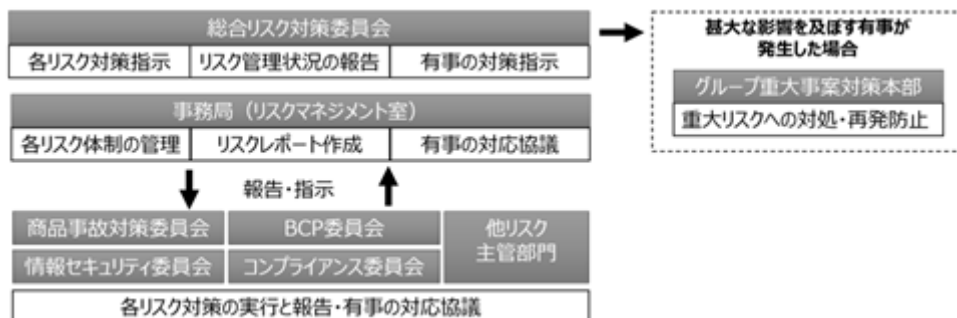 総合リスク対策委員会
各リスク対策指示
リスク管理状況の報告
有事の対策指示
事務局（リスクマネジメント室）
各リスク体制の管理
リスクレポート作成
有事の対応協議
報告・指示
商品事故対策委員会
BCP委員会
他リスク
主管部門
情報セキュリティ委員会
コンプライアンス委員会
各リスク対策の実行と報告・有事の対応協議
甚大な影響を及ぼす有事が
発生した場合
グループ重大事案対策本部
重大リスクへの対処・再発防止